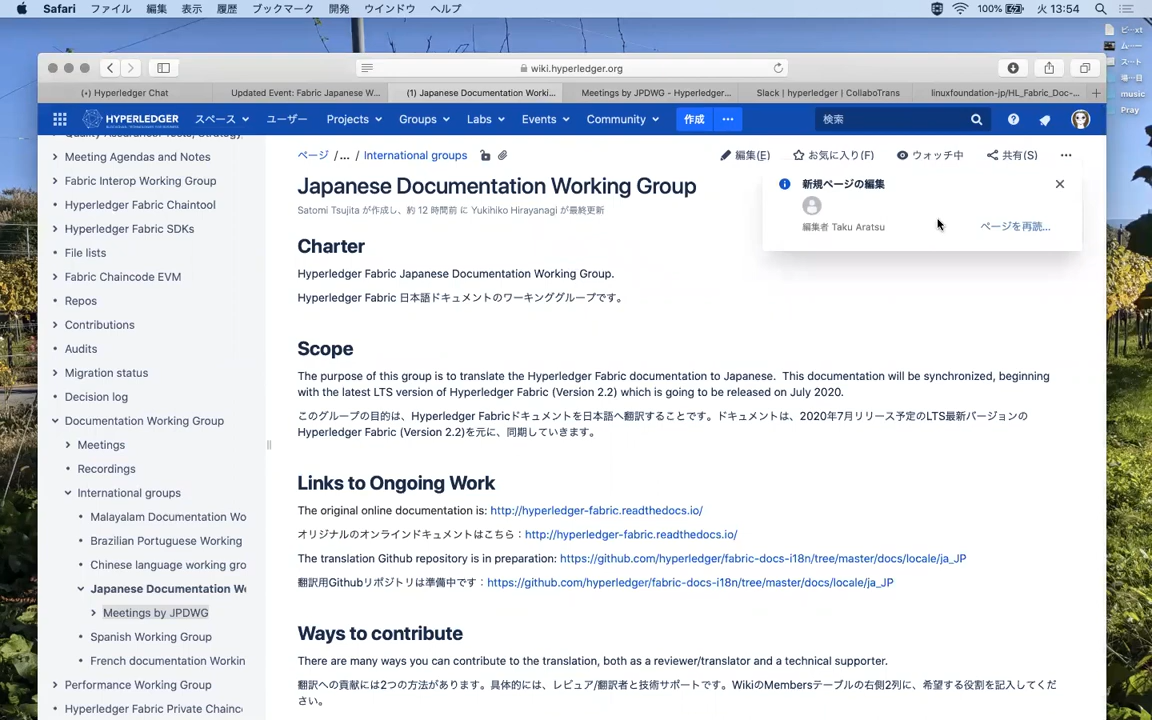 Safari ファイル 編集 表示 履歴 ブックマーク 開発 ウインドウ ヘルプ 100% 火 13:54
wiki.hyperledger.org
(•) Hyperledger Chat Updated Event: Fabric Japanese W... (1) Japanese Documentation Worki... Meetings by JPDWG - Hyperledger... Slack | hyperledger | CollaboTrans linuxfoundation-jp/HL_Fabric_Doc-...
music
Pray
HYPERLEDGER スペース ユーザー Projects Groups Labs Events Community 作成 ••• 検索
Meeting Agendas and Notes
Fabric Interop Working Group
Hyperledger Fabric Chaintool
Hyperledger Fabric SDKs
File lists
Fabric Chaincode EVM
Repos
Contributions
Audits
Migration status
Decision log
Documentation Working Group
Meetings
Recordings
International groups
Malayalam Documentation Wo
Brazilian Portuguese Working
Chinese language working gro
Japanese Documentation W
Meetings by JPDWG
Spanish Working Group
French documentation Workin
Performance Working Group
Hyperledger Fabric Private Chainc
ページ /... / International groups 編集(E) お気に入り(F) ウォッチ中 共有(S) •••
Japanese Documentation Working Group
Satomi Tsujita が作成し、約 12 時間前 に Yukihiko Hirayanagi が最終更新
新規ページの編集
編集者 Taku Aratsu ページを再読...
Charter
Hyperledger Fabric Japanese Documentation Working Group.
Hyperledger Fabric 日本語ドキュメントのワーキンググループです。
Scope
The purpose of this group is to translate the Hyperledger Fabric documentation to Japanese. This documentation will be synchronized, beginning
with the latest LTS version of Hyperledger Fabric (Version 2.2) which is going to be released on July 2020.
このグループの目的は、Hyperledger Fabricドキュメントを日本語へ翻訳することです。ドキュメントは、2020年7月リリース予定のLTS最新バージョンの
Hyperledger Fabric (Version 2.2)を元に、同期していきます。
Links to Ongoing Work
The original online documentation is: http://hyperledger-fabric.readthedocs.io/
オリジナルのオンラインドキュメントはこちら：http://hyperledger-fabric.readthedocs.io/
The translation Github repository is in preparation: https://github.com/hyperledger/fabric-docs-i18n/tree/master/docs/locale/ja_JP
翻訳用Githubリポジトリは準備中です：https://github.com/hyperledger/fabric-docs-i18n/tree/master/docs/locale/ja_JP
Ways to contribute
There are many ways you can contribute to the translation, both as a reviewer/translator and a technical supporter.
翻訳への貢献には2つの方法があります。具体的には、レビュア/翻訳者と技術サポートです。WikiのMembersテーブルの右側2列に、希望する役割を記入してくだ
さい。